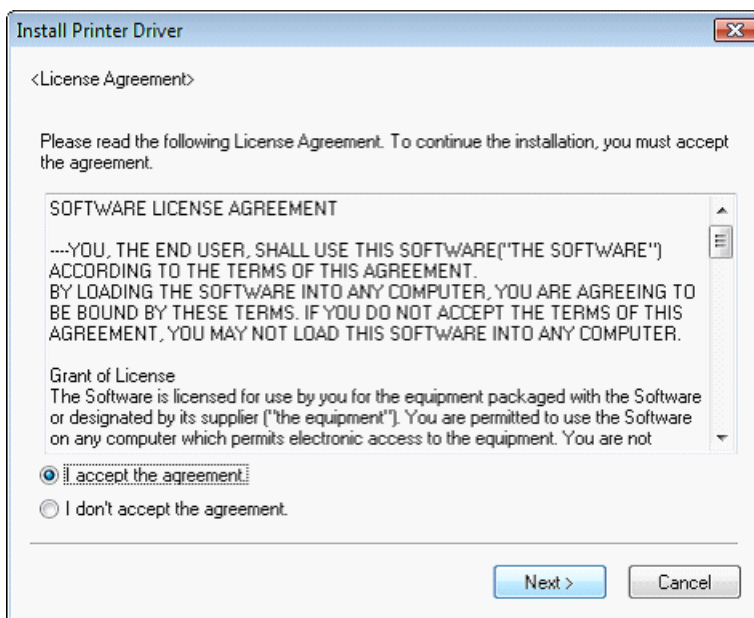 Install Printer Driver
<License Agreement>
Please read the following License Agreement. To continue the installation, you must accept
the agreement.
SOFTWARE LICENSE AGREEMENT
----YOU, THE END USER, SHALL USE THIS SOFTWARE("THE SOFTWARE")
ACCORDING TO THE TERMS OF THIS AGREEMENT.
BY LOADING THE SOFTWARE INTO ANY COMPUTER, YOU ARE AGREEING TO
BE BOUND BY THESE TERMS. IF YOU DO NOT ACCEPT THE TERMS OF THIS
AGREEMENT, YOU MAY NOT LOAD THIS SOFTWARE INTO ANY COMPUTER.
Grant of License
The Software is licensed for use by you for the equipment packaged with the Software
or designated by its supplier ("the equipment"). You are permitted to use the Software
on any computer which permits electronic access to the equipment. You are not
I accept the agreement.
I don't accept the agreement.
Next >
Cancel